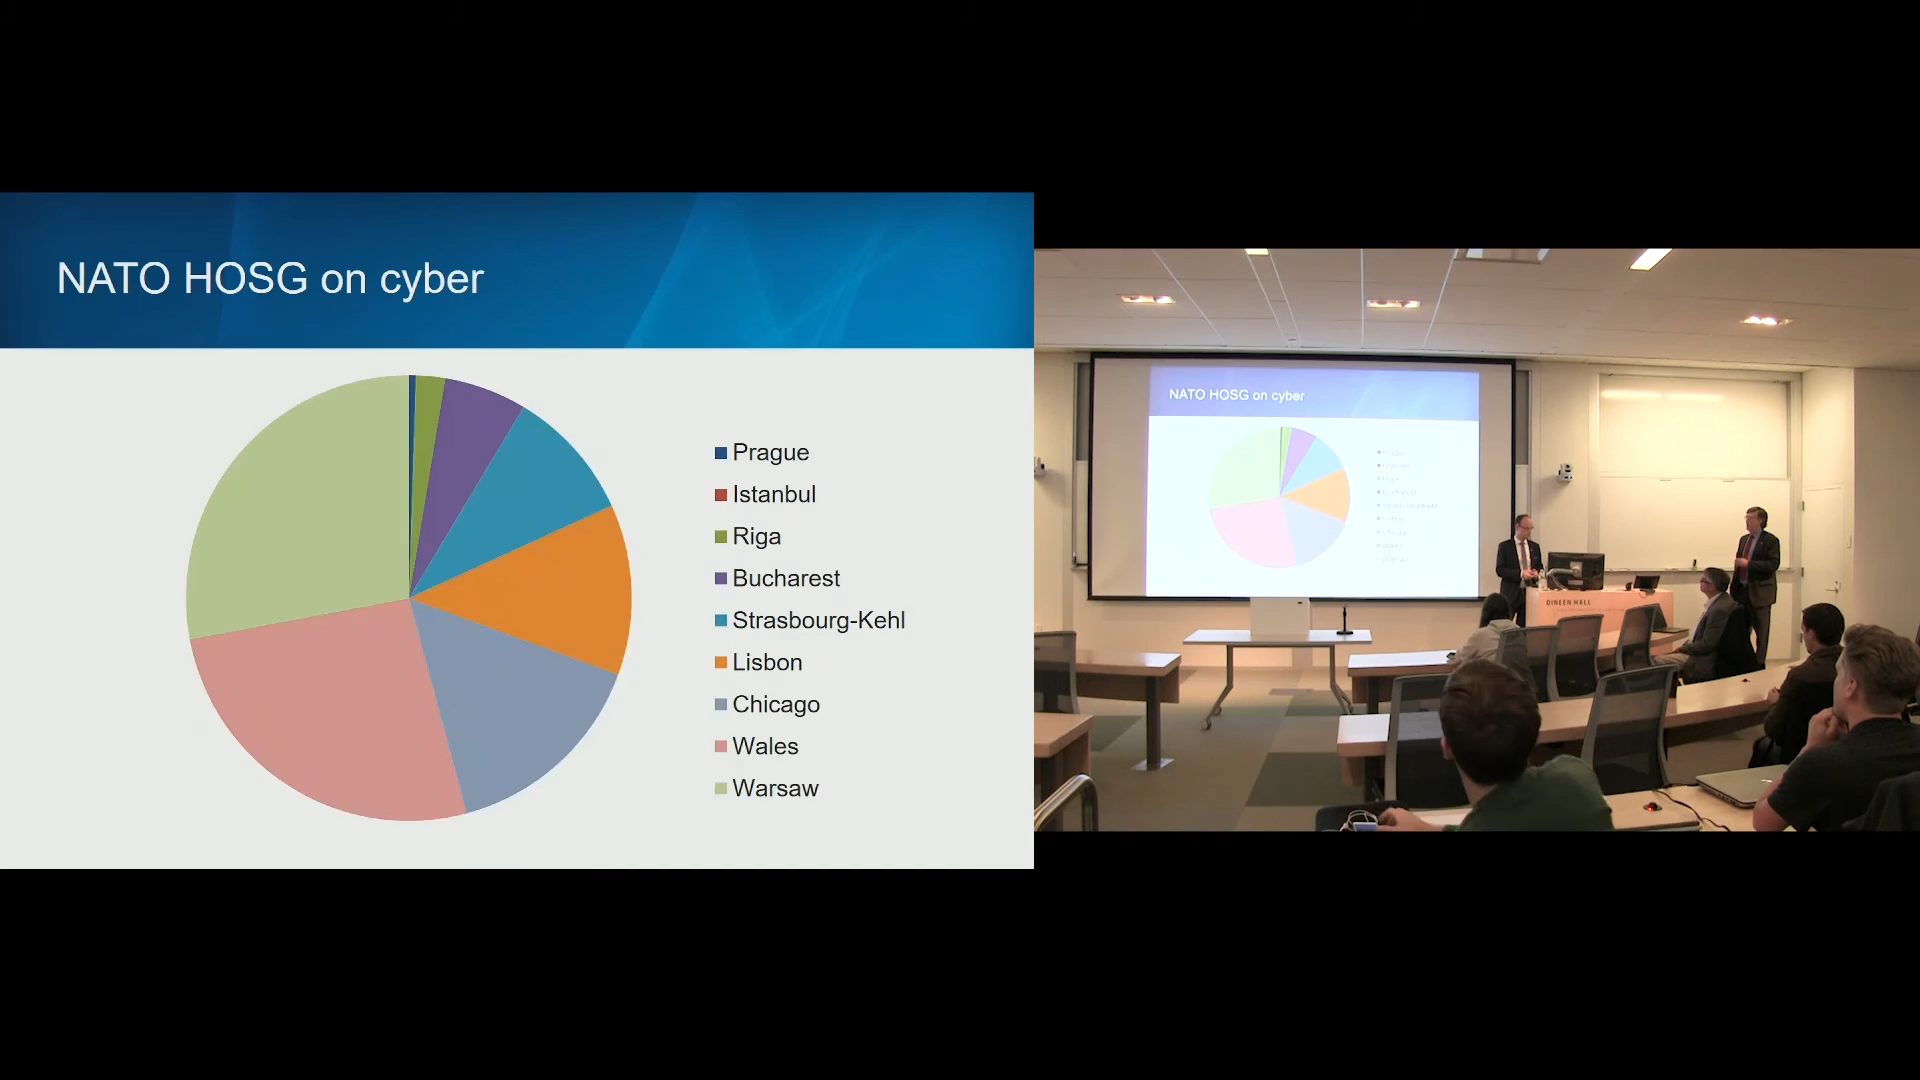 NATO HOSG on cyber
Prague
Istanbul
Riga
Bucharest
Strasbourg-Kehl
Lisbon
Chicago
Wales
Warsaw
NATO HOSG on cyber
DINEEN HALL